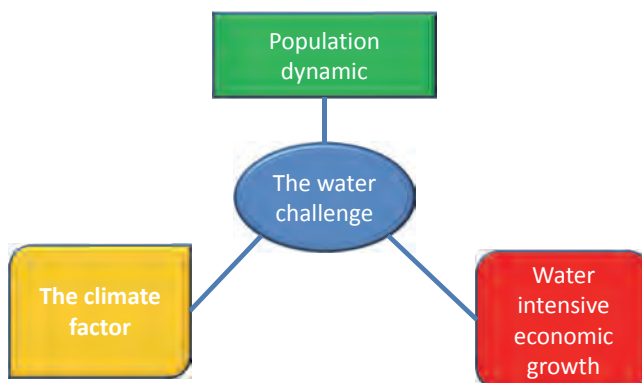 Population
dynamic
The water
challenge
The climate
factor
Water
intensive
economic
growth